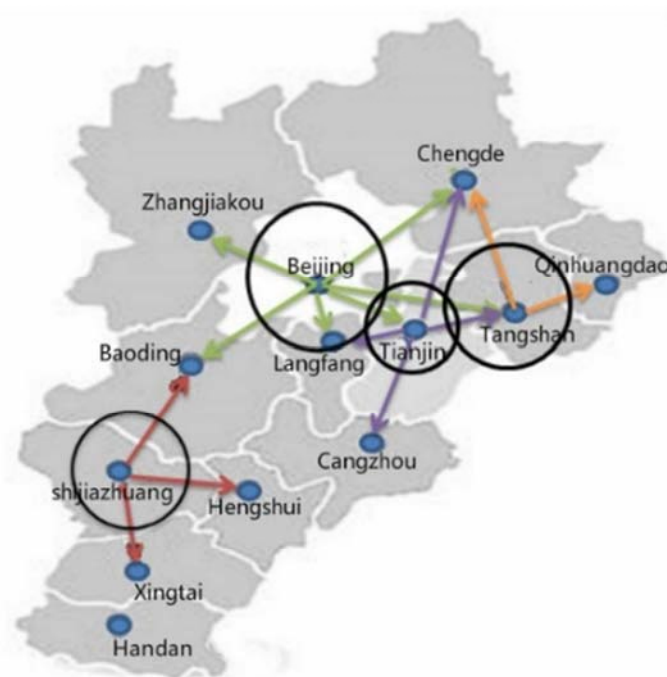 Chengde
Zhangjiakou
Beijing
Qinhuangdao
Tangshan
Baoding
Langfang
Tianjin
Cangzhou
shijiazhuang
Hengshui
Xingtai
Handan